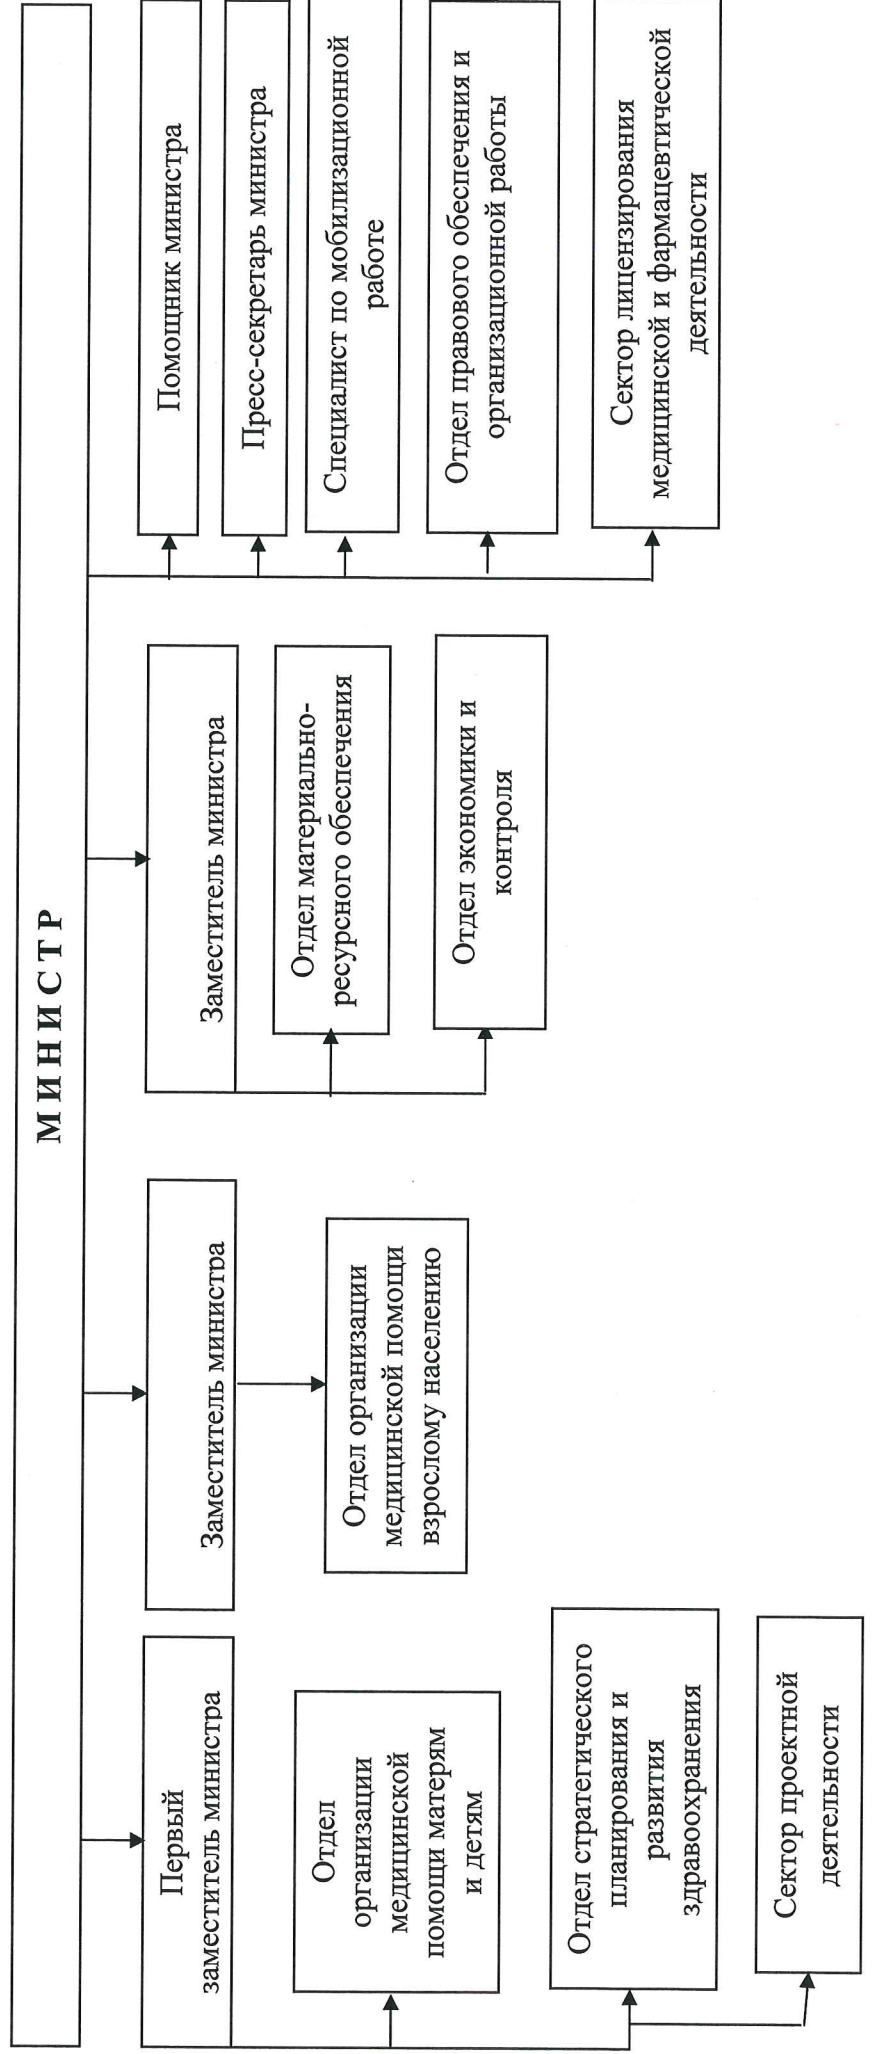 МИНИСТР
Первый
заместитель министра
Отдел
организации
медицинской
помощи матерям
и детям
Отдел стратегического
планирования и
развития
здравоохранения
Сектор проектной
деятельности
Заместитель министра
Отдел организации
медицинской помощи
взрослому населению
Заместитель министра
Отдел материально-
ресурсного обеспечения
Отдел экономики и
контроля
Помощник министра
Пресс-секретарь министра
Специалист по мобилизационной
работе
Отдел правового обеспечения и
организационной работы
Сектор лицензирования
медицинской и фармацевтической
деятельности